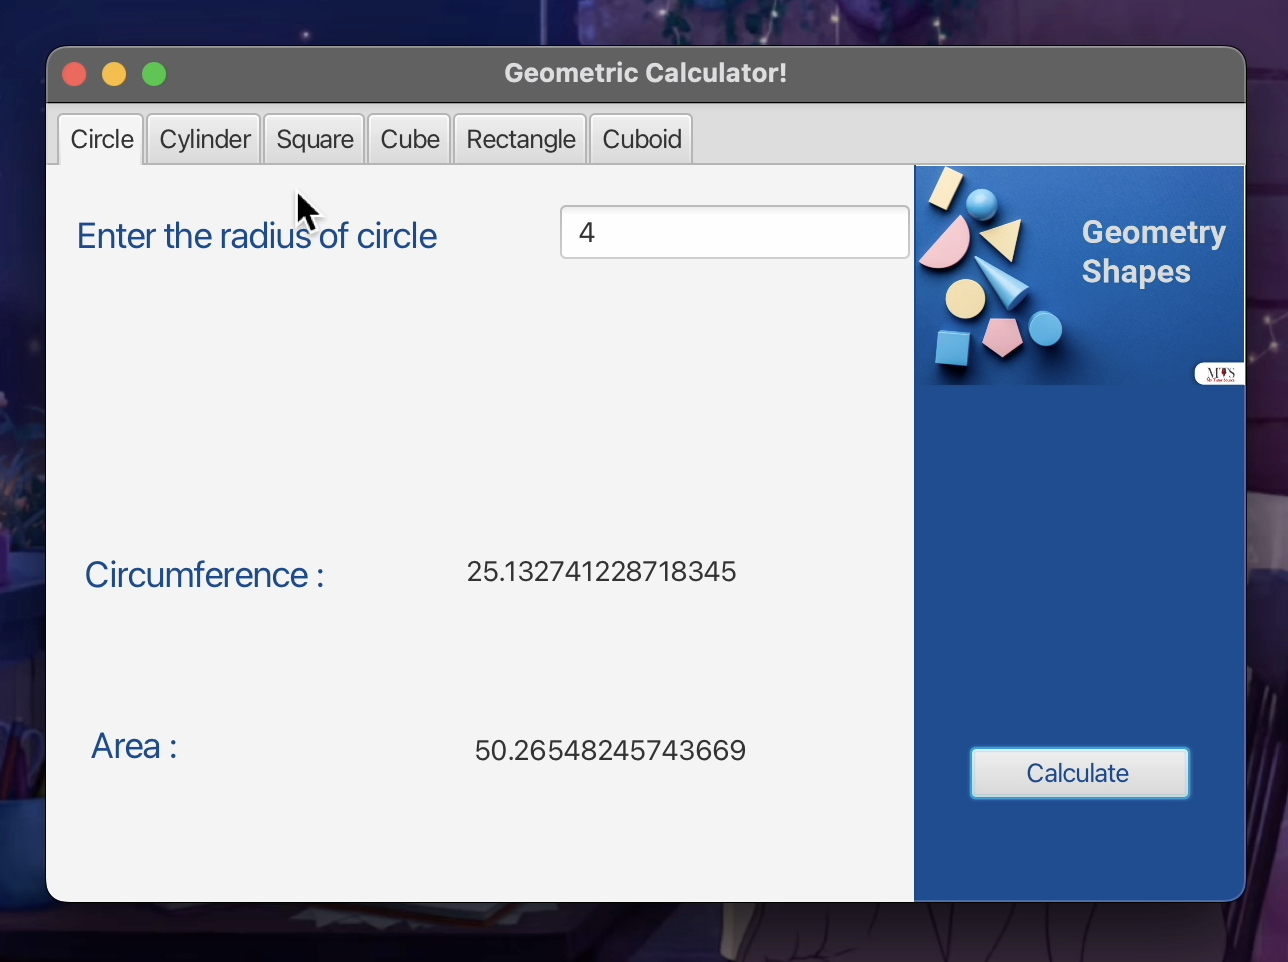 Geometric Calculator!
Circle Cylinder Square Cube Rectangle Cuboid
Enter the radius of circle 4
Geometry
Shapes
Circumference : 25.132741228718345
Area : 50.26548245743669
Calculate